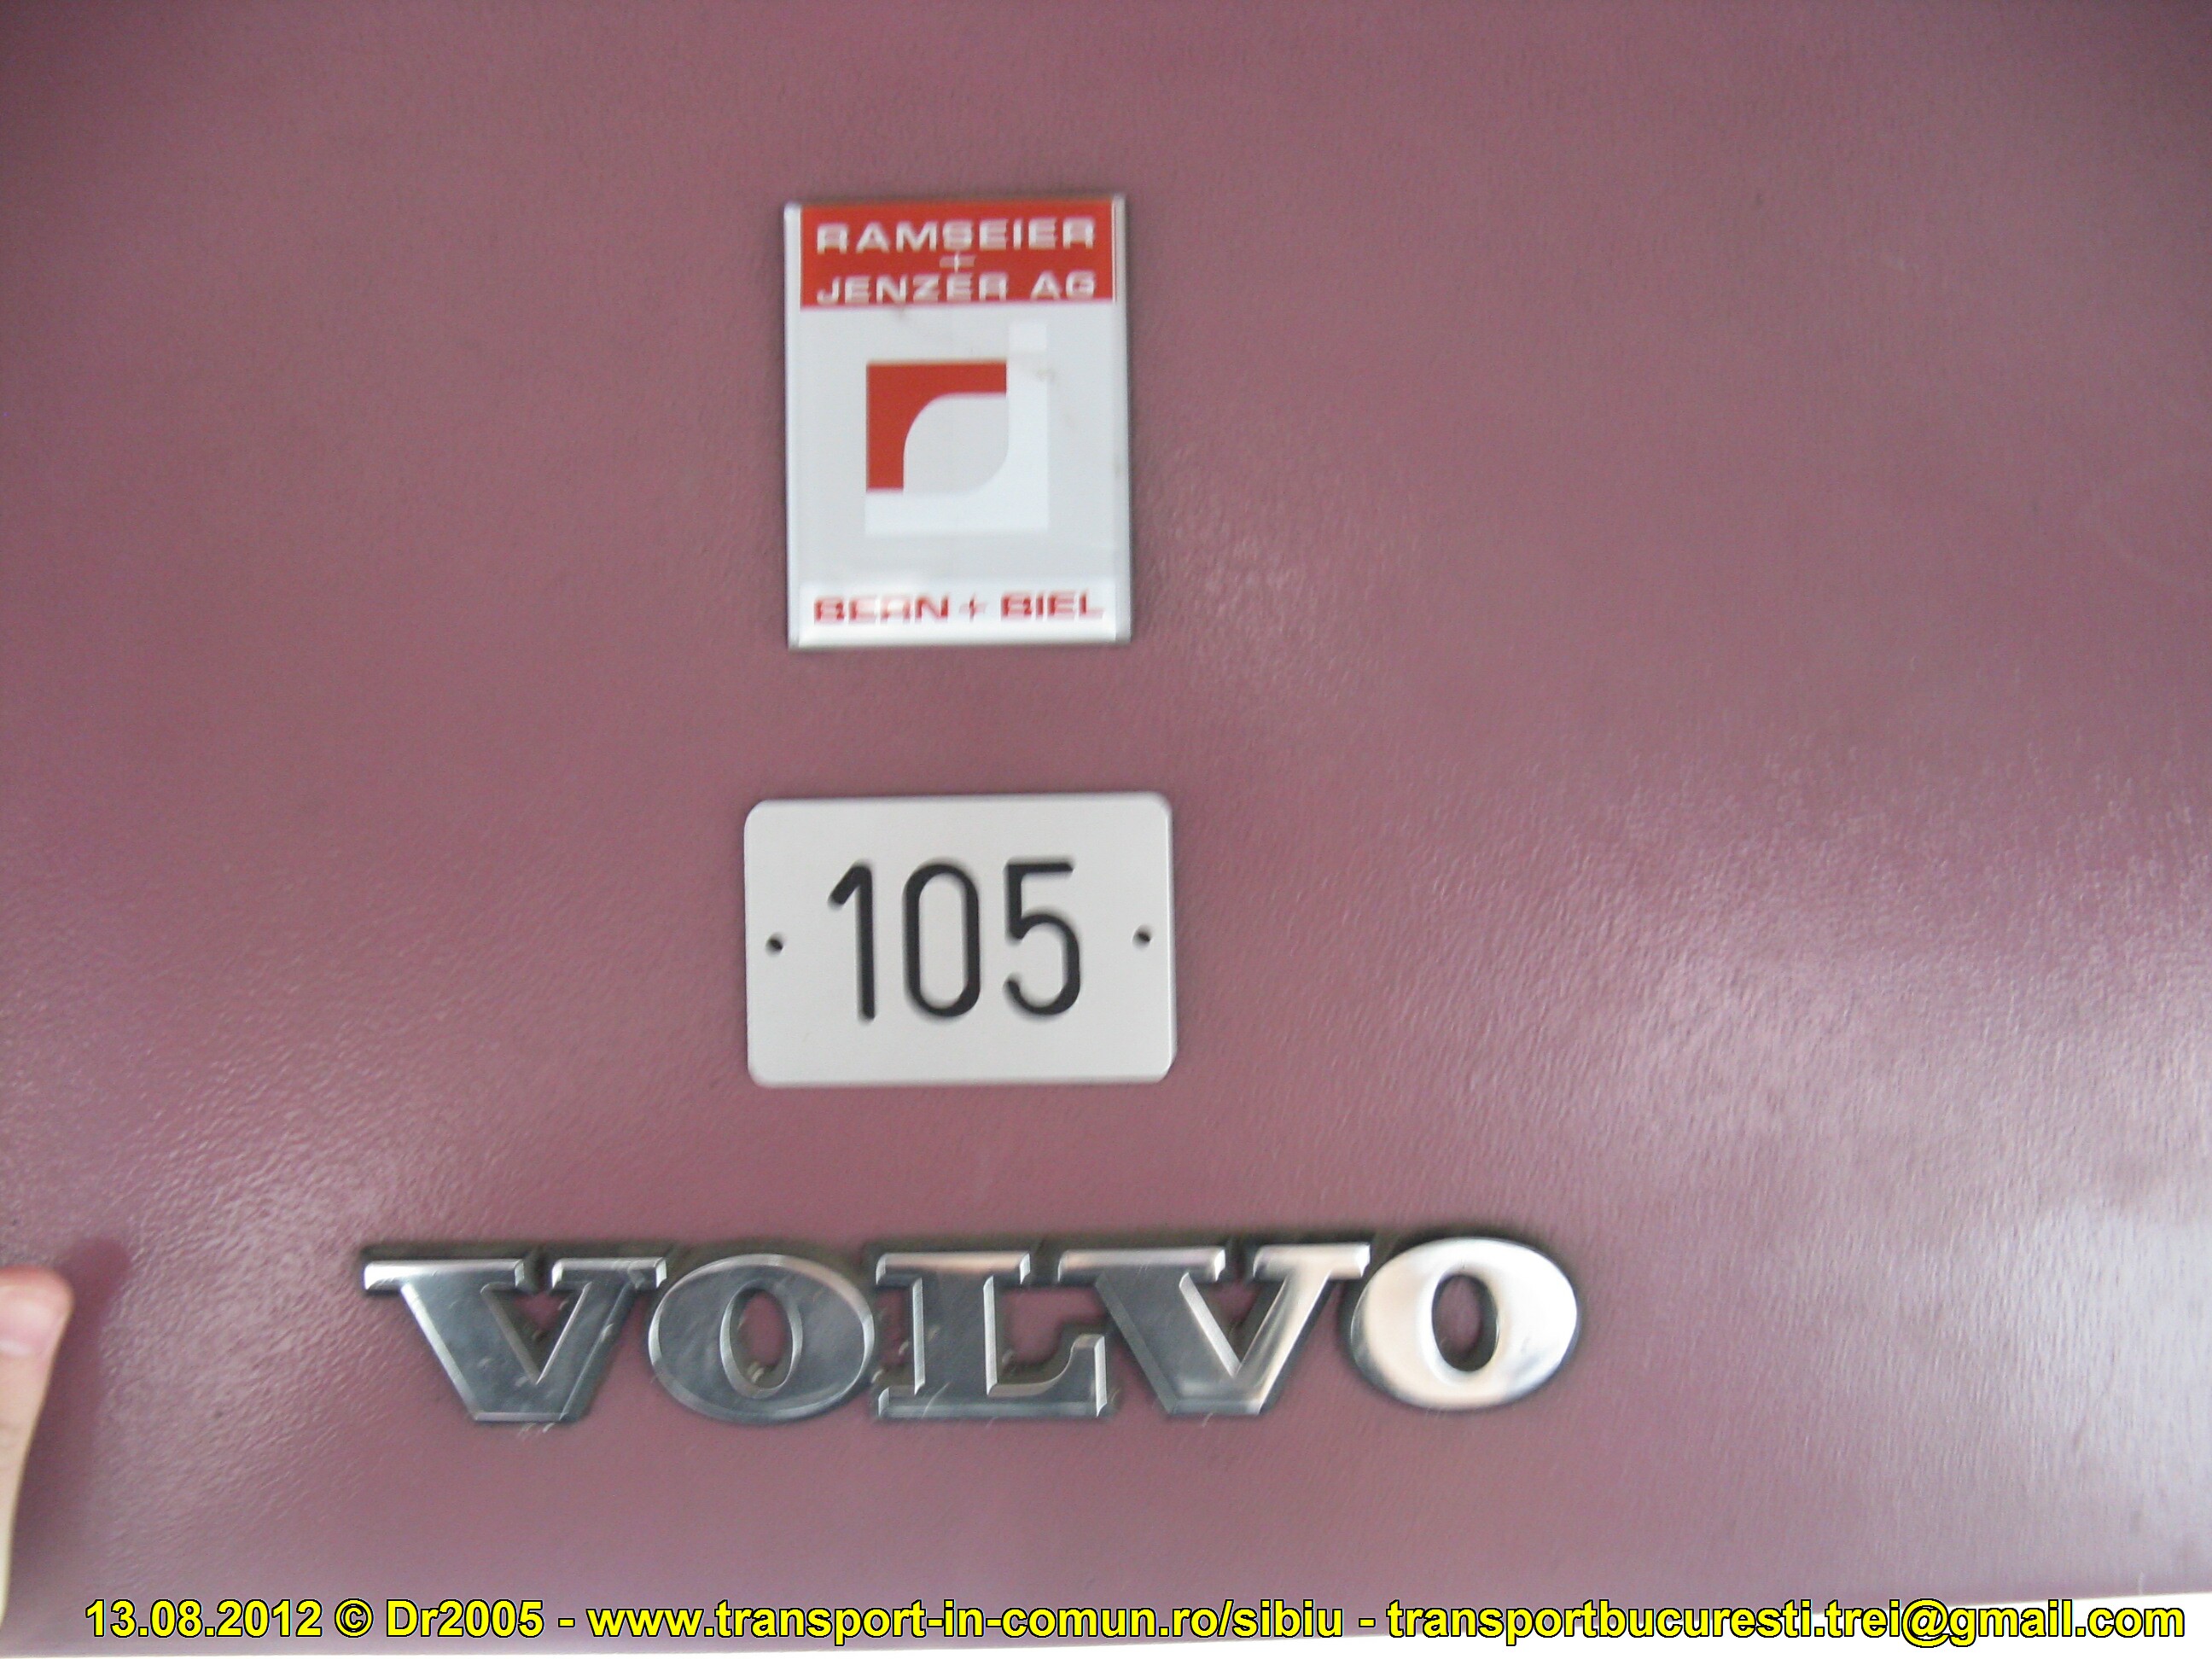 RAMSEIER
+
JENZER AG
BERN + BIEL
105
VOLVO
13.08.2012 © Dr2005 - www.transport-in-comun.ro/sibiu - transportbucuresti.trei@gmail.com